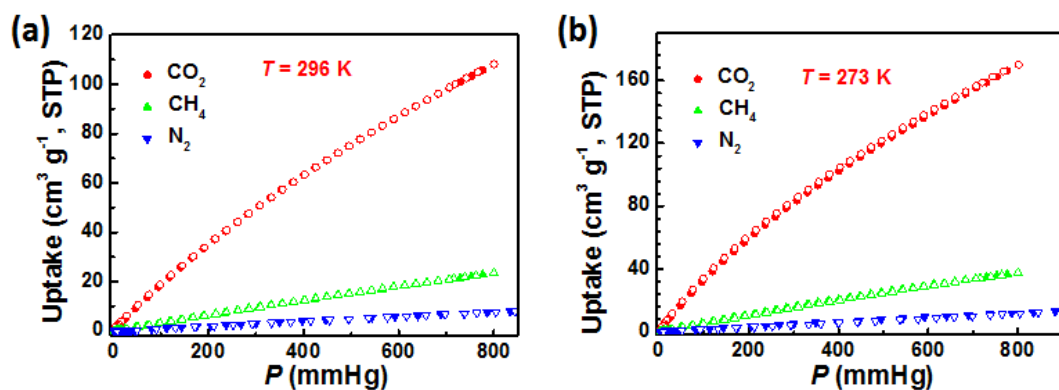 (a)
Uptake (cm³ g⁻¹, STP)
120
100
80
60
40
20
0
T = 296 K
CO₂
CH₄
N₂
0 200 400 600 800
P (mmHg)
(b)
Uptake (cm³ g⁻¹, STP)
160
120
80
40
0
T = 273 K
CO₂
CH₄
N₂
0 200 400 600 800
P (mmHg)